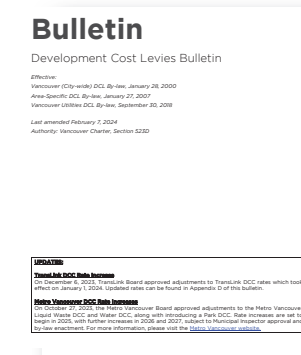 Bulletin
Development Cost Levies Bulletin
Effective:
Vancouver (City-wide) DCL By-law, January 28, 2000
Area-Specific DCL By-law, January 27, 2007
Vancouver Utilities DCL By-law, September 30, 2018
Last amended February 7, 2024
Authority: Vancouver Charter, Section 523D
UPDATES:
TransLink DCC Rate Increase
On December 6, 2023, TransLink Board approved adjustments to TransLink DCC rates which took
effect on January 1, 2024. Updated rates can be found in Appendix D of this bulletin.
Metro Vancouver DCC Rate Increases
On October 27, 2023, the Metro Vancouver Board approved adjustments to the Metro Vancouver
Liquid Waste DCC and Water DCC, along with introducing a Park DCC. Rate increases are set to
begin in 2025, with further increases in 2026 and 2027, subject to Municipal Inspector approval and
by-law enactment. For more information, please visit the Metro Vancouver website.